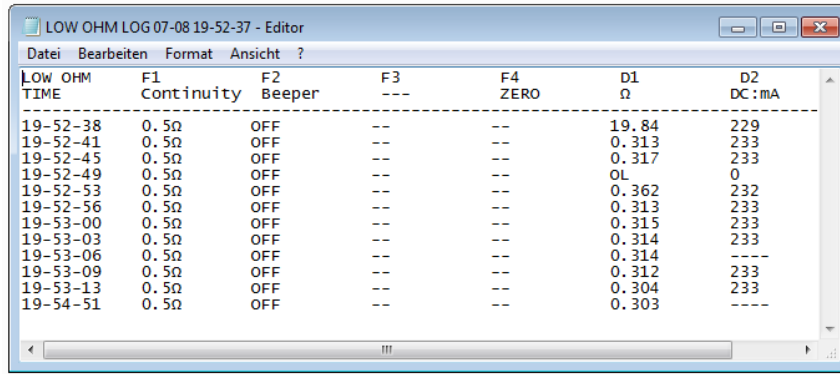 LOW OHM LOG 07-08 19-52-37 - Editor
Datei Bearbeiten Format Ansicht ?
LOW OHM F1 F2 F3 F4 D1 D2
TIME Continuity Beeper --- ZERO Ω DC:mA
--------------------------------------------------------------------------------
19-52-38 0.5Ω OFF -- -- 19.84 229
19-52-41 0.5Ω OFF -- -- 0.313 233
19-52-45 0.5Ω OFF -- -- 0.317 233
19-52-49 0.5Ω OFF -- -- OL 0
19-52-53 0.5Ω OFF -- -- 0.362 232
19-52-56 0.5Ω OFF -- -- 0.313 233
19-53-00 0.5Ω OFF -- -- 0.315 233
19-53-03 0.5Ω OFF -- -- 0.314 233
19-53-06 0.5Ω OFF -- -- 0.314 ----
19-53-09 0.5Ω OFF -- -- 0.312 233
19-53-13 0.5Ω OFF -- -- 0.304 233
19-54-51 0.5Ω OFF -- -- 0.303 ----